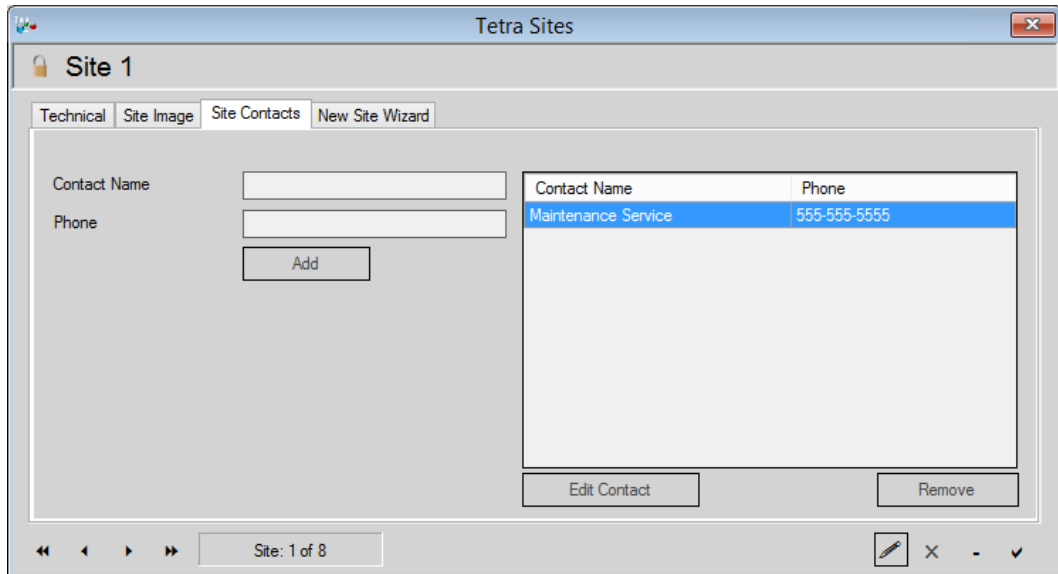 Tetra Sites
Site 1
Technical Site Image Site Contacts New Site Wizard
Contact Name
Phone
Add
Contact Name Phone
Maintenance Service 555-555-5555
Edit Contact Remove
Site: 1 of 8